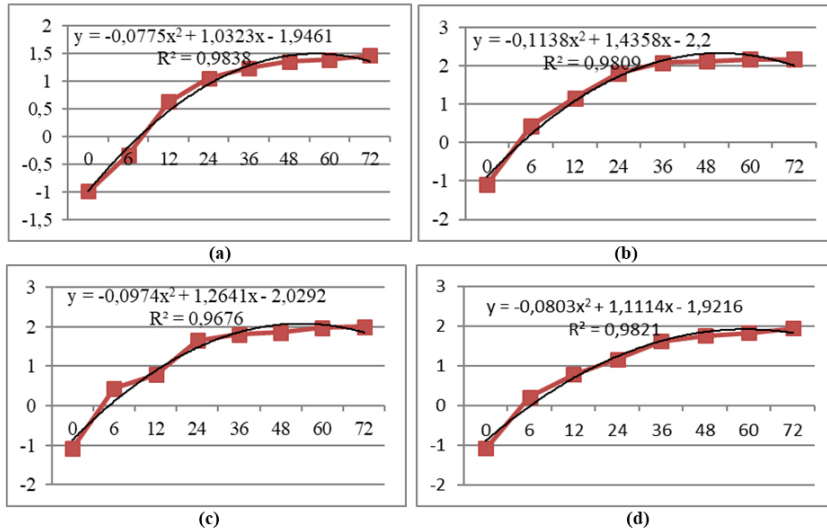 y = -0,0775x² + 1,0323x - 1,9461
R² = 0,9838
2
1,5
1
0,5
0
-0,5
-1
-1,5
0 6 12 24 36 48 60 72
(a)
y = -0,1138x² + 1,4358x - 2,2
R² = 0,9809
3
2
1
0
-1
-2
0 6 12 24 36 48 60 72
(b)
y = -0,0974x² + 1,2641x - 2,0292
R² = 0,9676
3
2
1
0
-1
-2
0 6 12 24 36 48 60 72
(c)
y = -0,0803x² + 1,1114x - 1,9216
R² = 0,9821
3
2
1
0
-1
-2
0 6 12 24 36 48 60 72
(d)